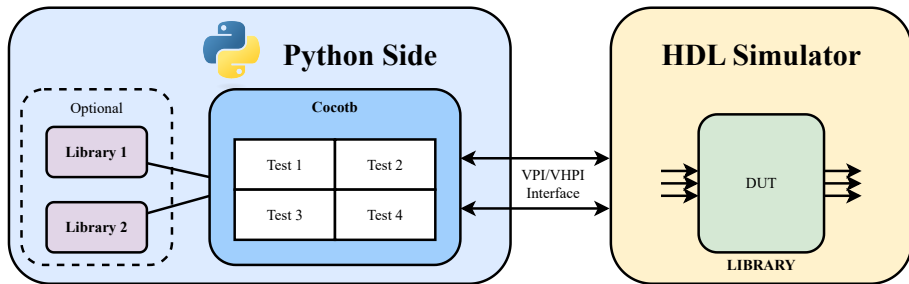 Python Side
Optional
Library 1
Library 2
Cocotb
Test 1
Test 2
Test 3
Test 4
VPI/VHPI
Interface
HDL Simulator
DUT
LIBRARY